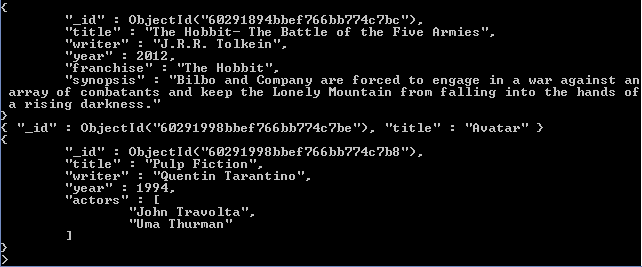 {
        "_id" : ObjectId("60291894bbef766bb774c7bc"),
        "title" : "The Hobbit- The Battle of the Five Armies",
        "writer" : "J.R.R. Tolkein",
        "year" : 2012,
        "franchise" : "The Hobbit",
        "synopsis" : "Bilbo and Company are forced to engage in a war against an
 array of combatants and keep the Lonely Mountain from falling into the hands of
 a rising darkness."
}
{ "_id" : ObjectId("60291998bbef766bb774c7be"), "title" : "Avatar" }
{
        "_id" : ObjectId("60291998bbef766bb774c7b8"),
        "title" : "Pulp Fiction",
        "writer" : "Quentin Tarantino",
        "year" : 1994,
        "actors" : [
                "John Travolta",
                "Uma Thurman"
        ]
}
>